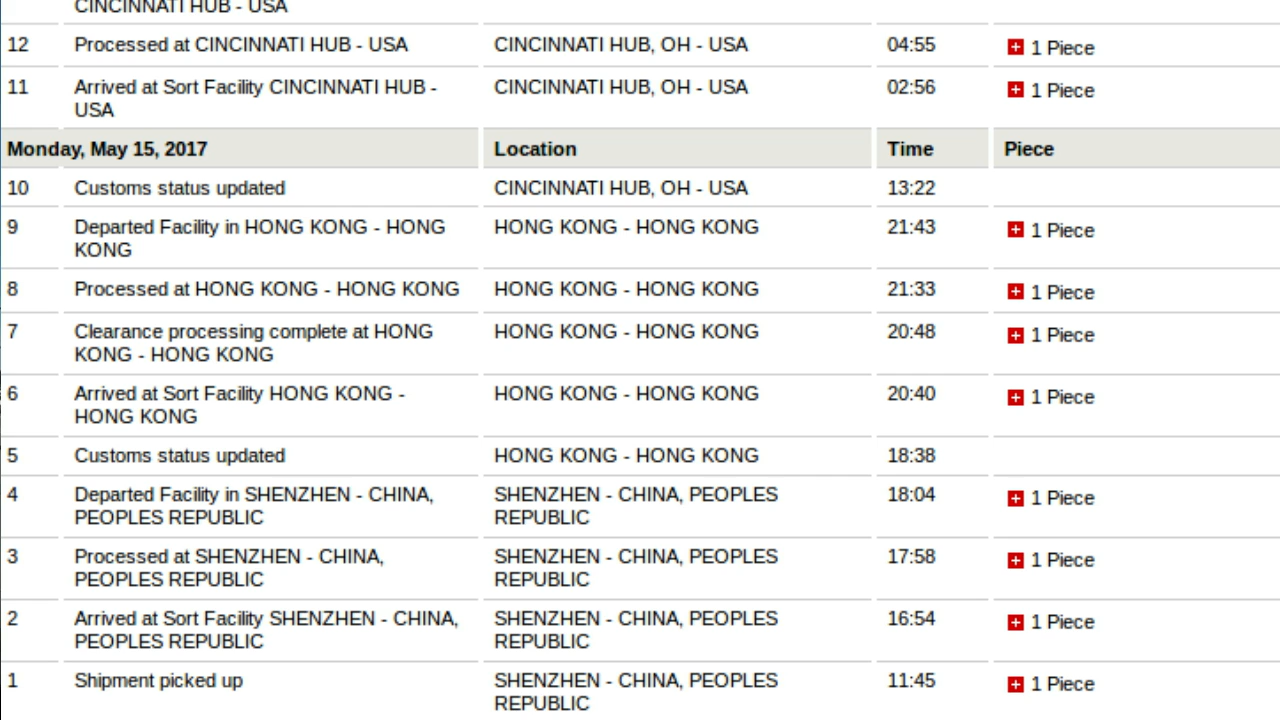 CINCINNATI HUB - USA
12 Processed at CINCINNATI HUB - USA CINCINNATI HUB, OH - USA 04:55 1 Piece
11 Arrived at Sort Facility CINCINNATI HUB - CINCINNATI HUB, OH - USA 02:56 1 Piece
USA
Monday, May 15, 2017 Location Time Piece
10 Customs status updated CINCINNATI HUB, OH - USA 13:22
9 Departed Facility in HONG KONG - HONG HONG KONG - HONG KONG 21:43 1 Piece
KONG
8 Processed at HONG KONG - HONG KONG HONG KONG - HONG KONG 21:33 1 Piece
7 Clearance processing complete at HONG HONG KONG - HONG KONG 20:48 1 Piece
KONG - HONG KONG
6 Arrived at Sort Facility HONG KONG - HONG KONG - HONG KONG 20:40 1 Piece
HONG KONG
5 Customs status updated HONG KONG - HONG KONG 18:38
4 Departed Facility in SHENZHEN - CHINA, SHENZHEN - CHINA, PEOPLES 18:04 1 Piece
PEOPLES REPUBLIC REPUBLIC
3 Processed at SHENZHEN - CHINA, SHENZHEN - CHINA, PEOPLES 17:58 1 Piece
PEOPLES REPUBLIC REPUBLIC
2 Arrived at Sort Facility SHENZHEN - CHINA, SHENZHEN - CHINA, PEOPLES 16:54 1 Piece
PEOPLES REPUBLIC REPUBLIC
1 Shipment picked up SHENZHEN - CHINA, PEOPLES 11:45 1 Piece
REPUBLIC